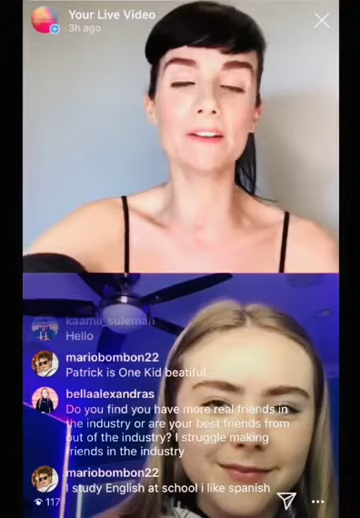 Your Live Video
3h ago
kaamil_suleman
Hello
mariobombon22
Patrick is One Kid beatiful
bellaalexandras
Do you find you have more real friends in
the industry or are your best friends from
out of the industry? I struggle making
friends in the industry
mariobombon22
I study English at school i like spanish
117